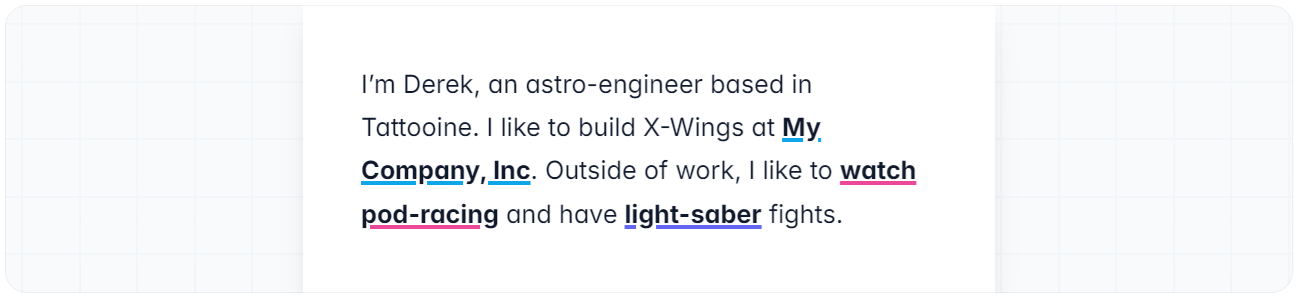 I’m Derek, an astro-engineer based in
Tattooine. I like to build X-Wings at My
Company, Inc. Outside of work, I like to watch
pod-racing and have light-saber fights.